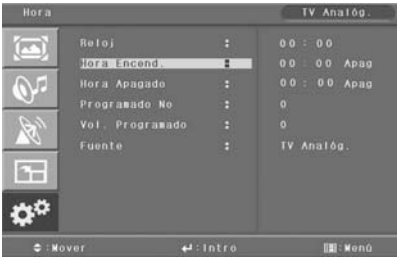 Hora TV Analóg.
Reloj : 00 : 00
Hora Encend. : 00 : 00 Apag
Hora Apagado : 00 : 00 Apag
Programado No : 0
Vol. Programado : 0
Fuente : TV Analóg.
:Mover :Intro :Menú